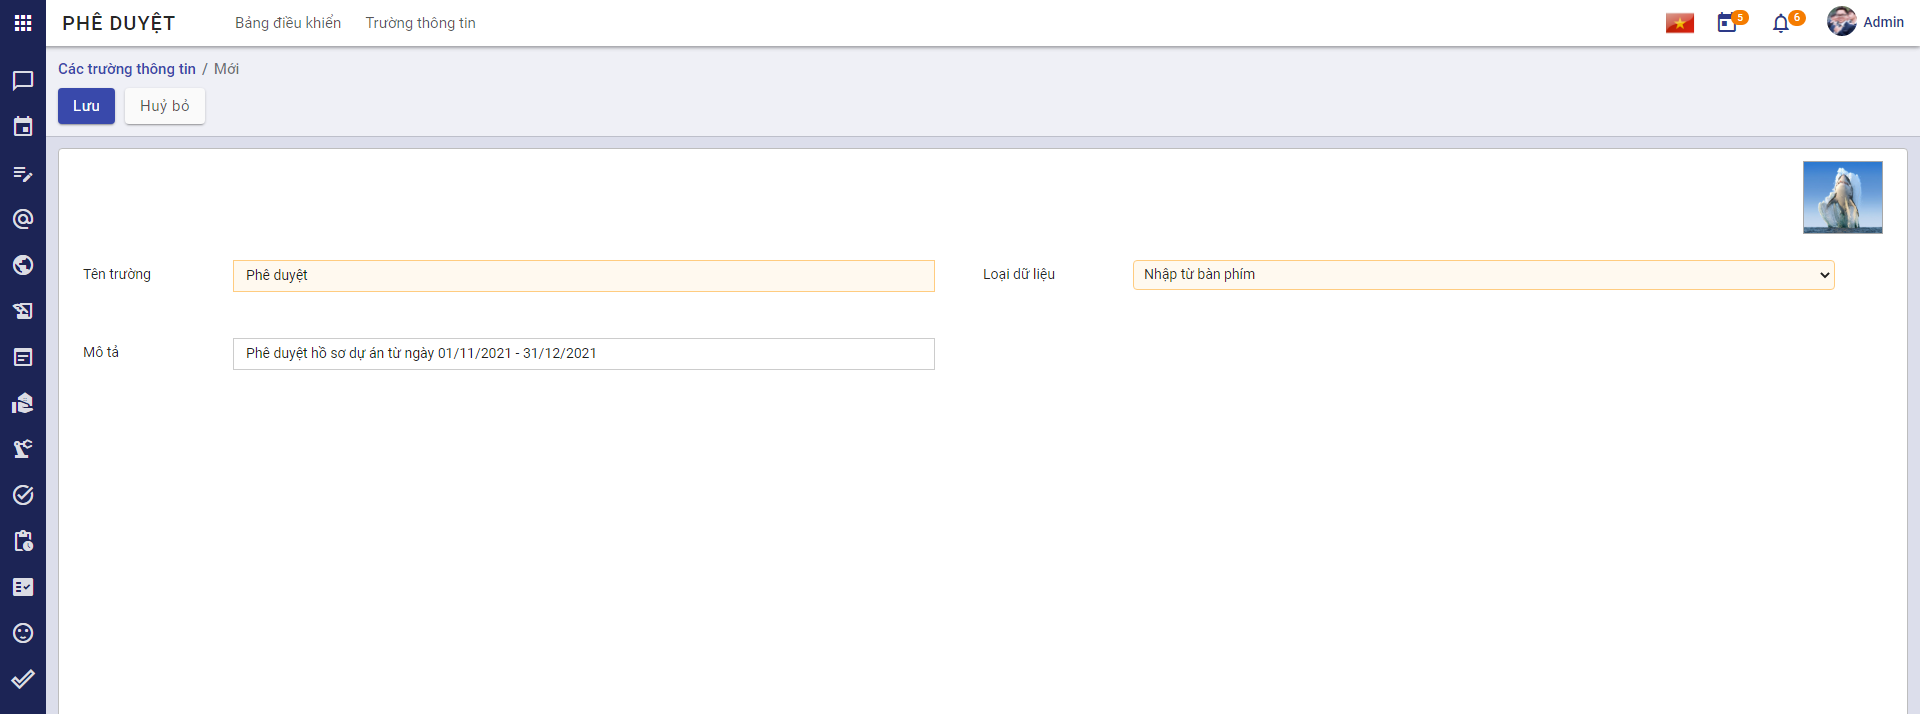 PHÊ DUYỆT
Bảng điều khiển
Trường thông tin
5
6
Admin
Các trường thông tin / Mới
Lưu
Huỷ bỏ
Tên trường
Phê duyệt
Loại dữ liệu
Nhập từ bàn phím
Mô tả
Phê duyệt hồ sơ dự án từ ngày 01/11/2021 - 31/12/2021